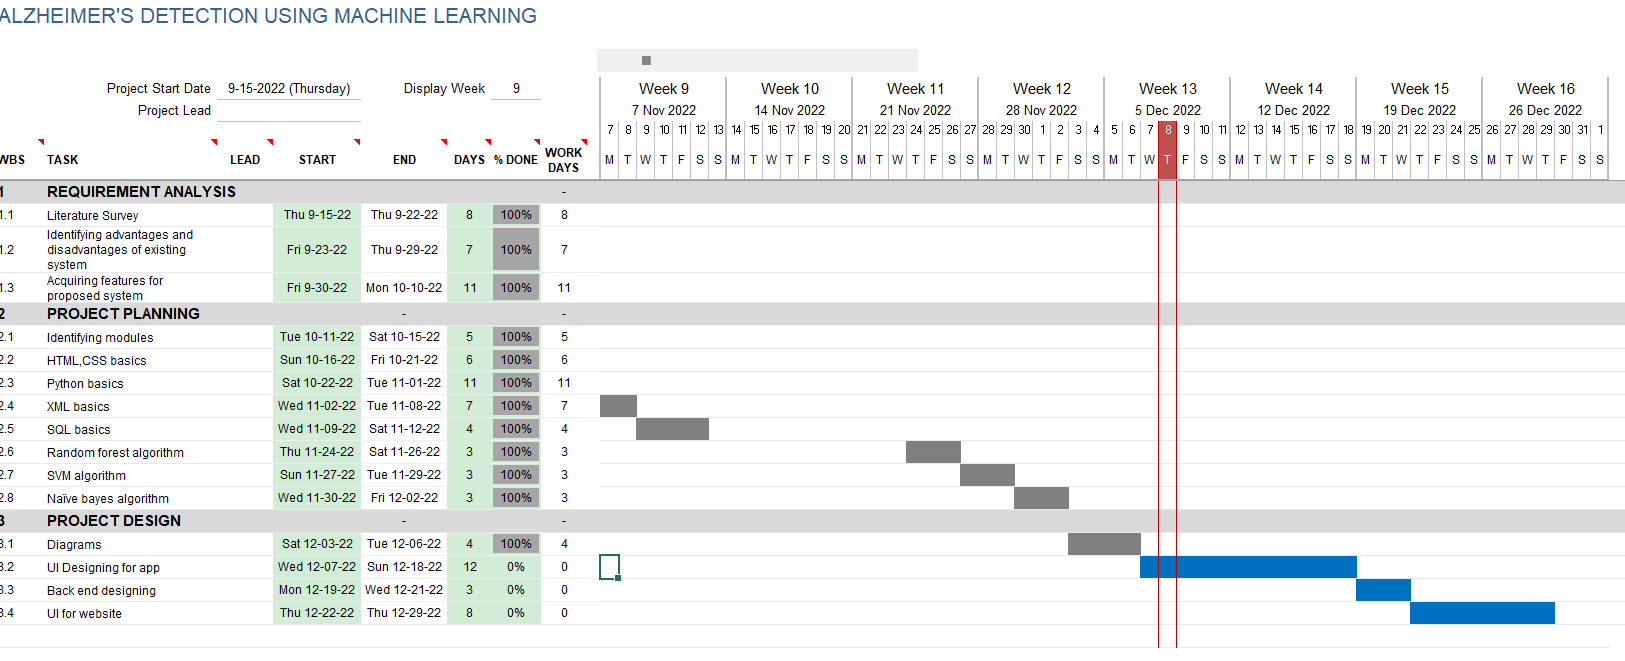 ALZHEIMER'S DETECTION USING MACHINE LEARNING
Project Start Date 9-15-2022 (Thursday) Display Week 9
Project Lead
Week 9 Week 10 Week 11 Week 12 Week 13 Week 14 Week 15 Week 16
7 Nov 2022 14 Nov 2022 21 Nov 2022 28 Nov 2022 5 Dec 2022 12 Dec 2022 19 Dec 2022 26 Dec 2022
7 8 9 10 11 12 13 14 15 16 17 18 19 20 21 22 23 24 25 26 27 28 29 30 1 2 3 4 5 6 7 8 9 10 11 12 13 14 15 16 17 18 19 20 21 22 23 24 25 26 27 28 29 30 31 1
WBS TASK LEAD START END DAYS % DONE WORK DAYS M T W T F S S M T W T F S S M T W T F S S M T W T F S S M T W T F S S M T W T F S S M T W T F S S M T W T F S S
1 REQUIREMENT ANALYSIS -
1.1 Literature Survey Thu 9-15-22 Thu 9-22-22 8 100% 8
1.2 Identifying advantages and disadvantages of existing system Fri 9-23-22 Thu 9-29-22 7 100% 7
1.3 Acquiring features for proposed system Fri 9-30-22 Mon 10-10-22 11 100% 11
2 PROJECT PLANNING - -
2.1 Identifying modules Tue 10-11-22 Sat 10-15-22 5 100% 5
2.2 HTML,CSS basics Sun 10-16-22 Fri 10-21-22 6 100% 6
2.3 Python basics Sat 10-22-22 Tue 11-01-22 11 100% 11
2.4 XML basics Wed 11-02-22 Tue 11-08-22 7 100% 7
2.5 SQL basics Wed 11-09-22 Sat 11-12-22 4 100% 4
2.6 Random forest algorithm Thu 11-24-22 Sat 11-26-22 3 100% 3
2.7 SVM algorithm Sun 11-27-22 Tue 11-29-22 3 100% 3
2.8 Naïve bayes algorithm Wed 11-30-22 Fri 12-02-22 3 100% 3
3 PROJECT DESIGN - -
3.1 Diagrams Sat 12-03-22 Tue 12-06-22 4 100% 4
3.2 UI Designing for app Wed 12-07-22 Sun 12-18-22 12 0% 0
3.3 Back end designing Mon 12-19-22 Wed 12-21-22 3 0% 0
3.4 UI for website Thu 12-22-22 Thu 12-29-22 8 0% 0